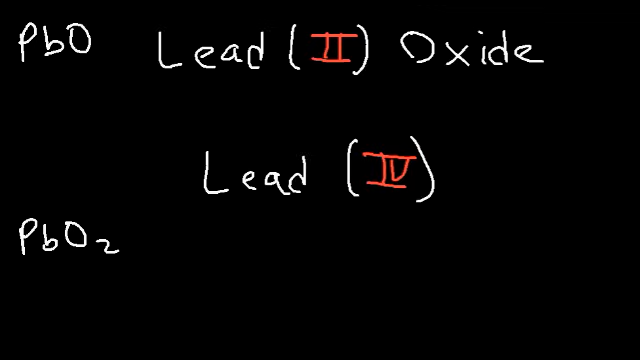 PbO Lead (II) Oxide
Lead (IV)
PbO₂